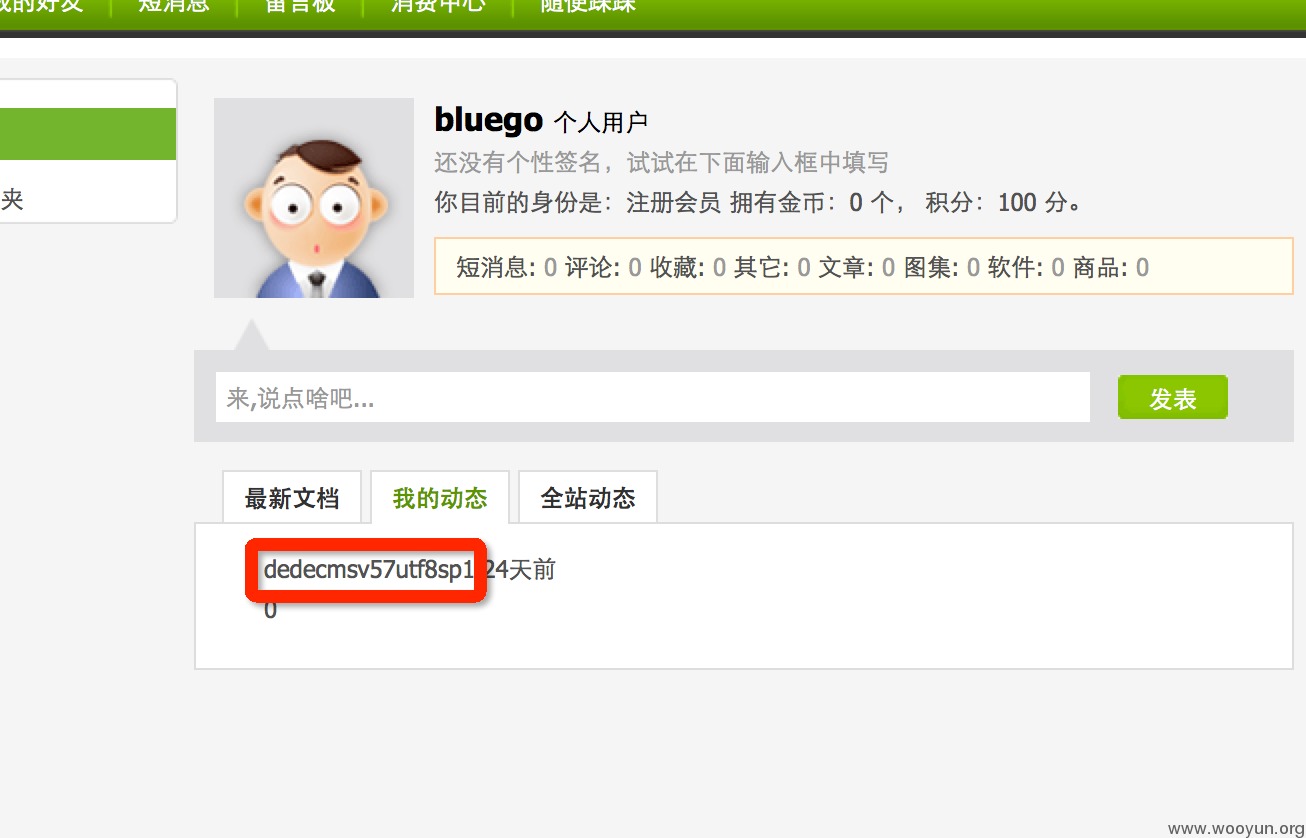 我的好友 短消息 留言板 消费中心 随便踩踩
夹
bluego 个人用户
还没有个性签名，试试在下面输入框中填写
你目前的身份是：注册会员 拥有金币：0 个， 积分：100 分。
短消息: 0 评论: 0 收藏: 0 其它: 0 文章: 0 图集: 0 软件: 0 商品: 0
来,说点啥吧... 发表
最新文档 我的动态 全站动态
dedecmsv57utf8sp1 24天前
0
www.wooyun.org